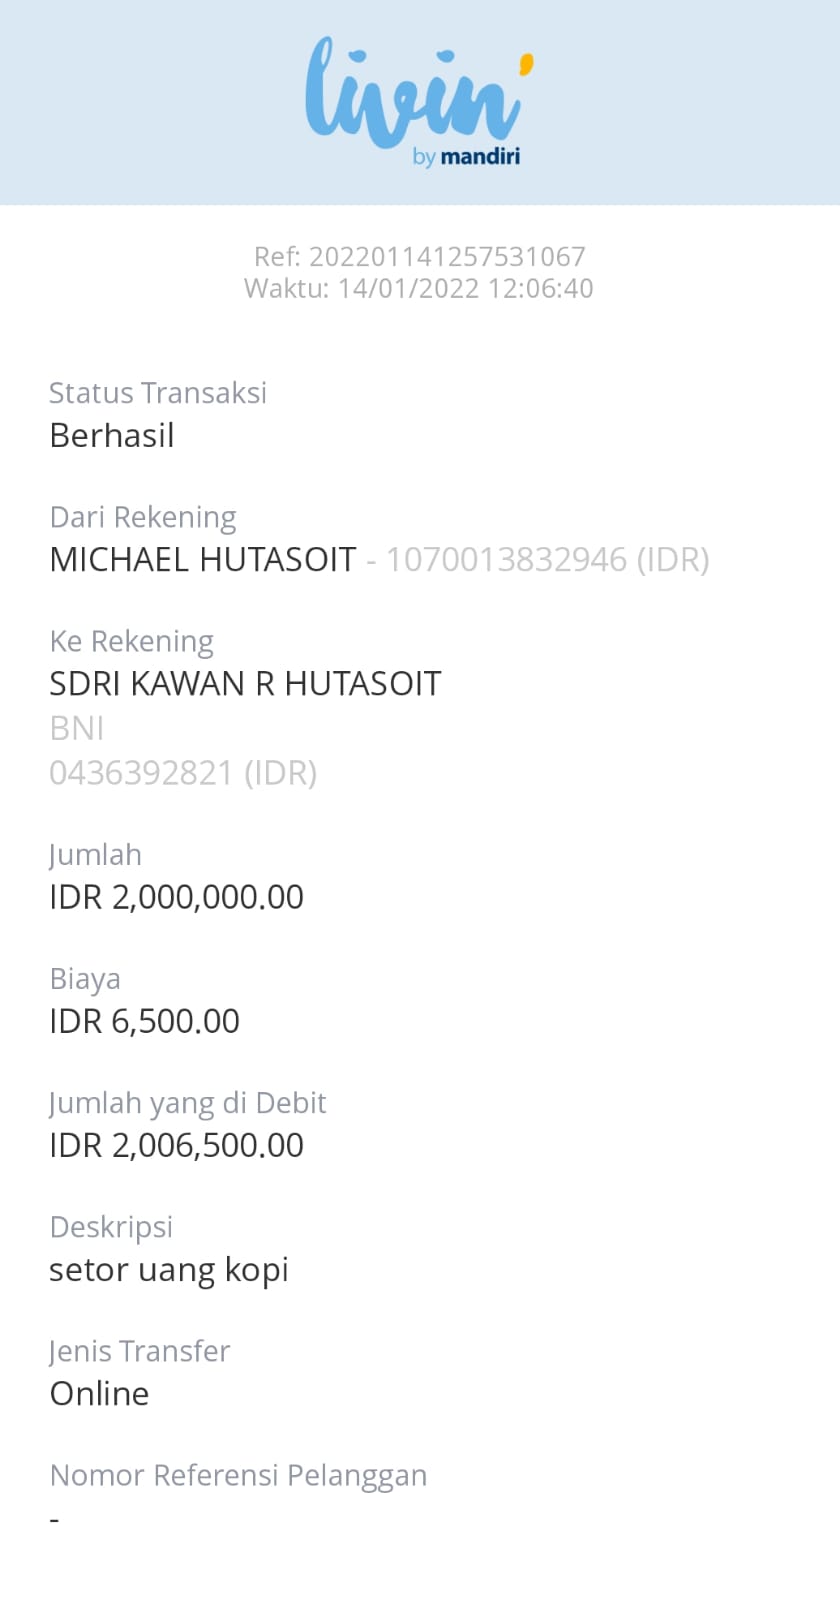 livin'
by mandiri
Ref: 202201141257531067
Waktu: 14/01/2022 12:06:40
Status Transaksi
Berhasil
Dari Rekening
MICHAEL HUTASOIT - 1070013832946 (IDR)
Ke Rekening
SDRI KAWAN R HUTASOIT
BNI
0436392821 (IDR)
Jumlah
IDR 2,000,000.00
Biaya
IDR 6,500.00
Jumlah yang di Debit
IDR 2,006,500.00
Deskripsi
setor uang kopi
Jenis Transfer
Online
Nomor Referensi Pelanggan
-